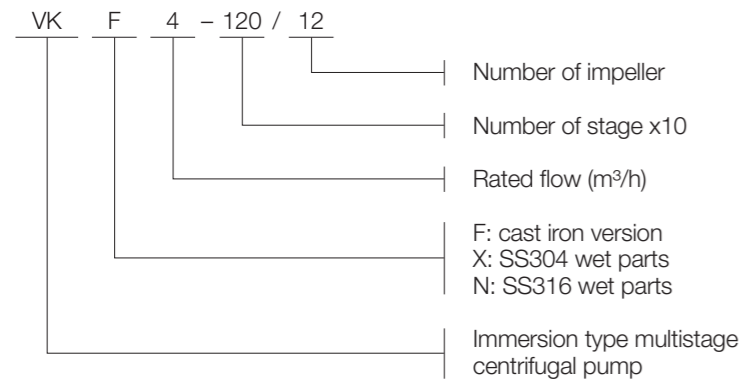 VK F 4 – 120 / 12
Number of impeller
Number of stage x10
Rated flow (m³/h)
F: cast iron version
X: SS304 wet parts
N: SS316 wet parts
Immersion type multistage
centrifugal pump